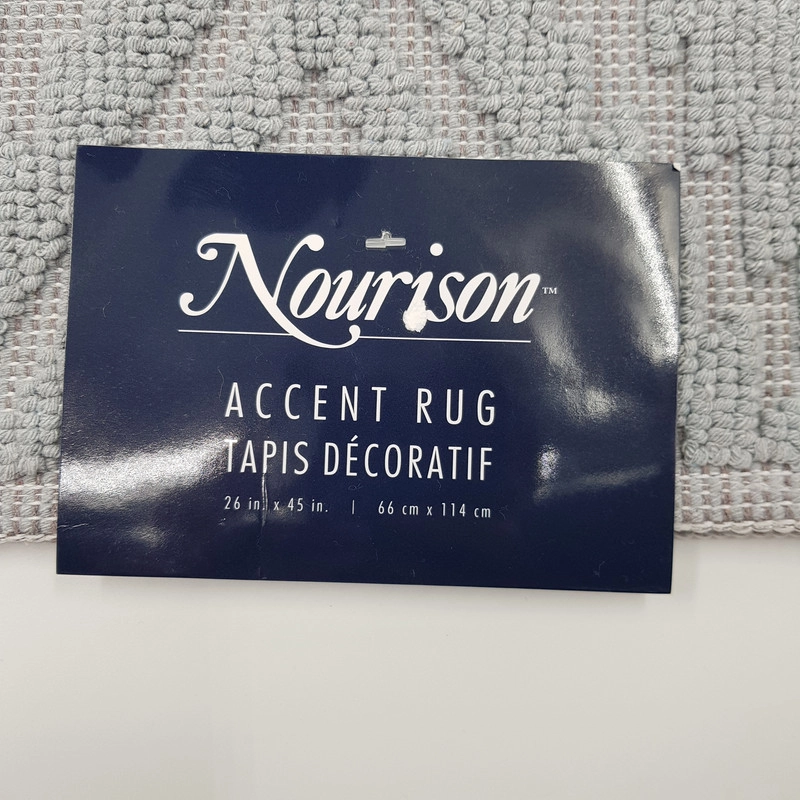 Nourison™
ACCENT RUG
TAPIS DÉCORATIF
26 in. x 45 in. | 66 cm x 114 cm